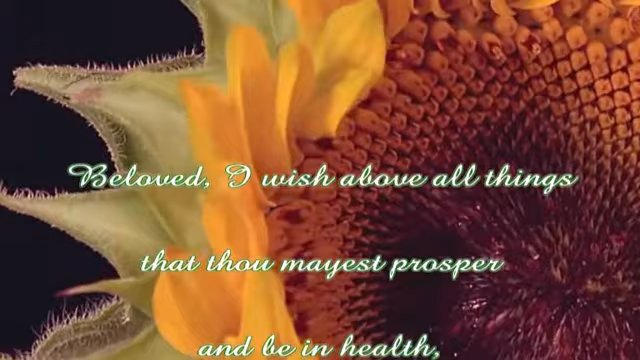 Beloved, I wish above all things
that thou mayest prosper
and be in health,